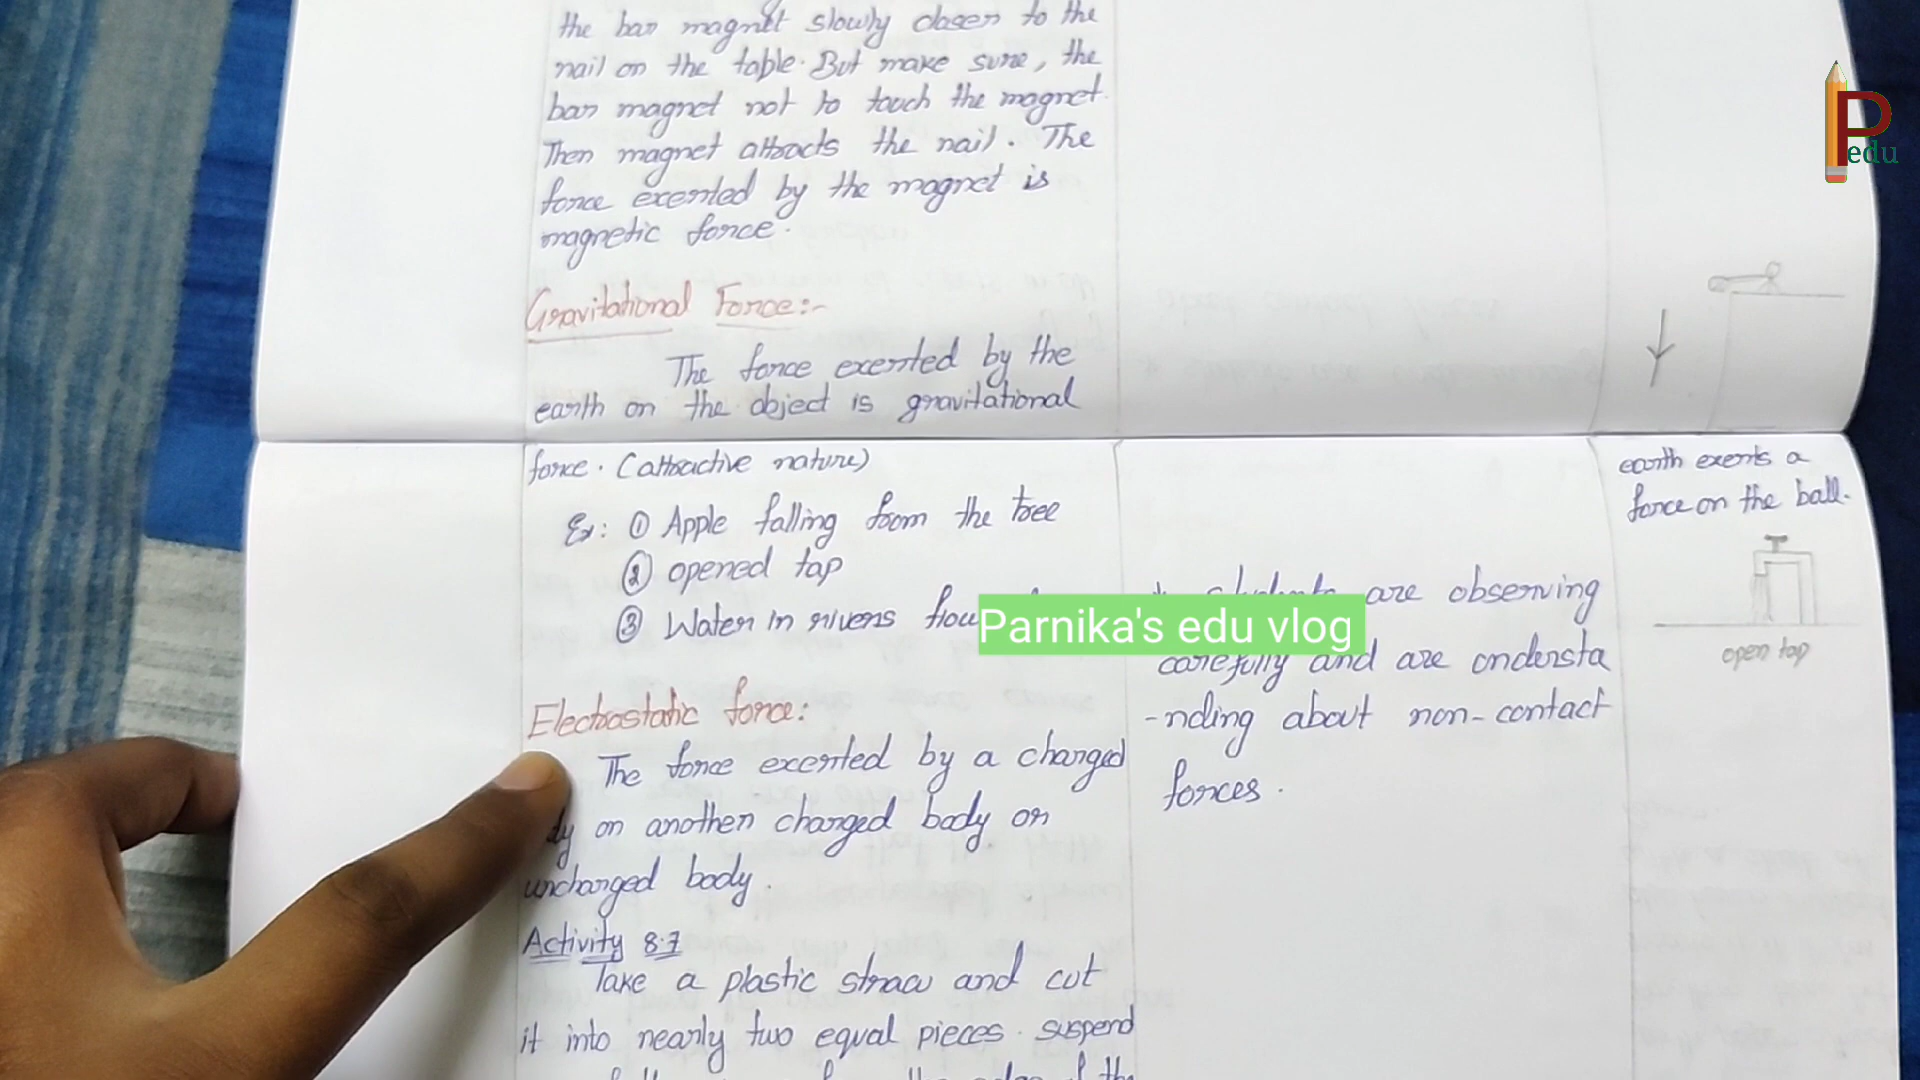 the bar magnet slowly closer to the
nail on the table. But make sure, the
bar magnet not to touch the magnet.
Then magnet attracts the nail. The
force exerted by the magnet is
magnetic force.
Gravitational Force:-
The force exerted by the
earth on the object is gravitational
force. (attractive nature)
Ex: ① Apple falling from the tree
② opened tap
③ Water in rivers
Electrostatic force:
The force exerted by a charged
on another charged body or
uncharged body.
Activity 8.7
Take a plastic straw and cut
it into nearly two equal pieces. suspend
students are observing
carefully and are understa
-nding about non-contact
forces.
earth exerts a
force on the ball.
open tap
Parnika's edu vlog
P
edu